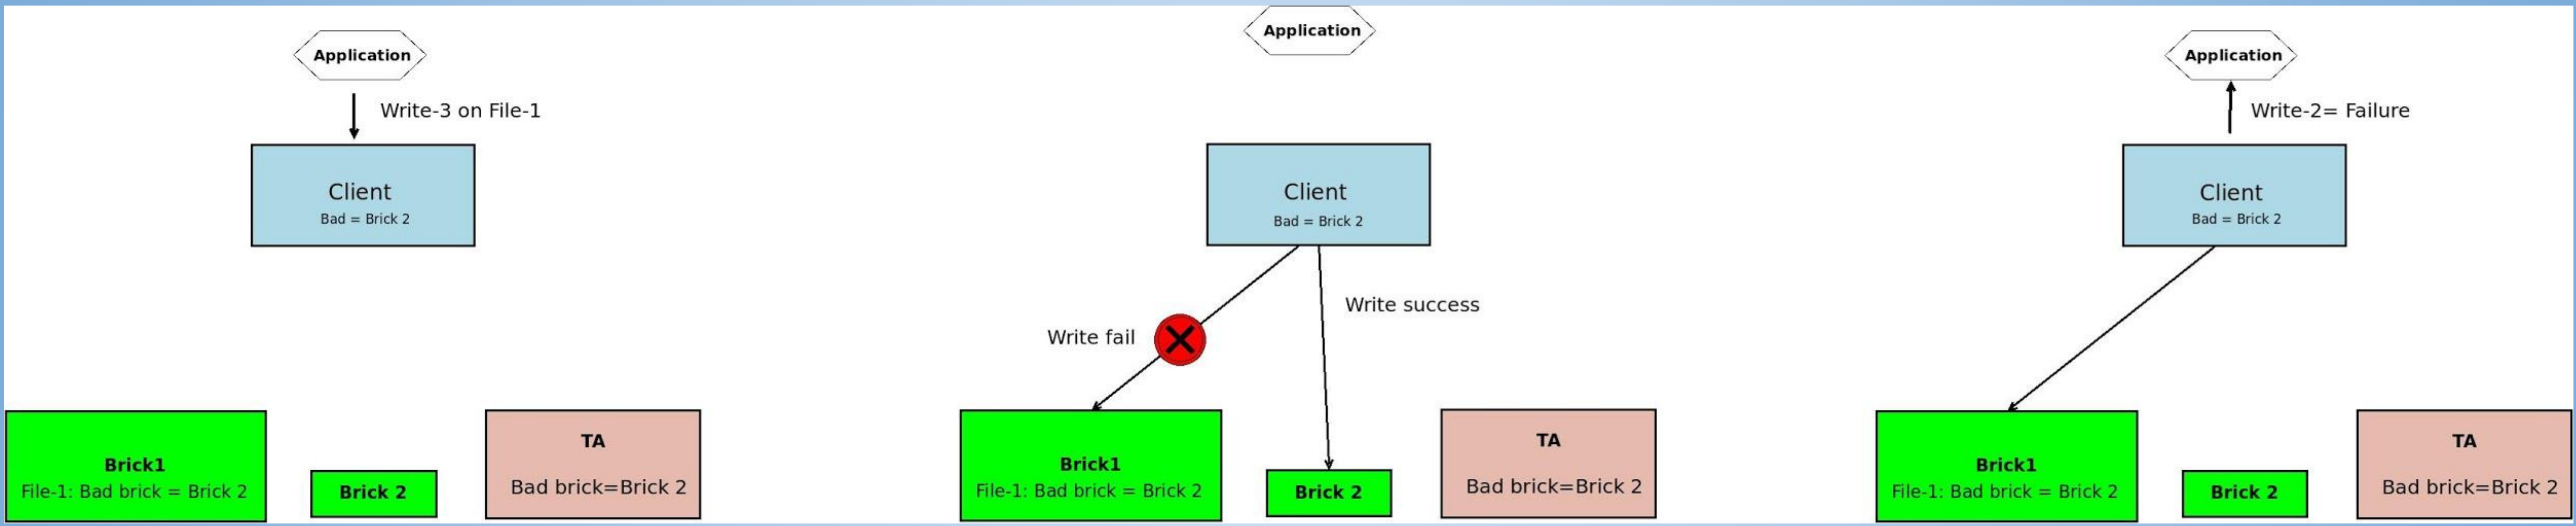 Application
Write-3 on File-1
Client
Bad = Brick 2
Brick1
File-1: Bad brick = Brick 2
Brick 2
TA
Bad brick=Brick 2
Application
Client
Bad = Brick 2
Write success
Write fail
Brick1
File-1: Bad brick = Brick 2
Brick 2
TA
Bad brick=Brick 2
Application
Write-2= Failure
Client
Bad = Brick 2
Brick1
File-1: Bad brick = Brick 2
Brick 2
TA
Bad brick=Brick 2